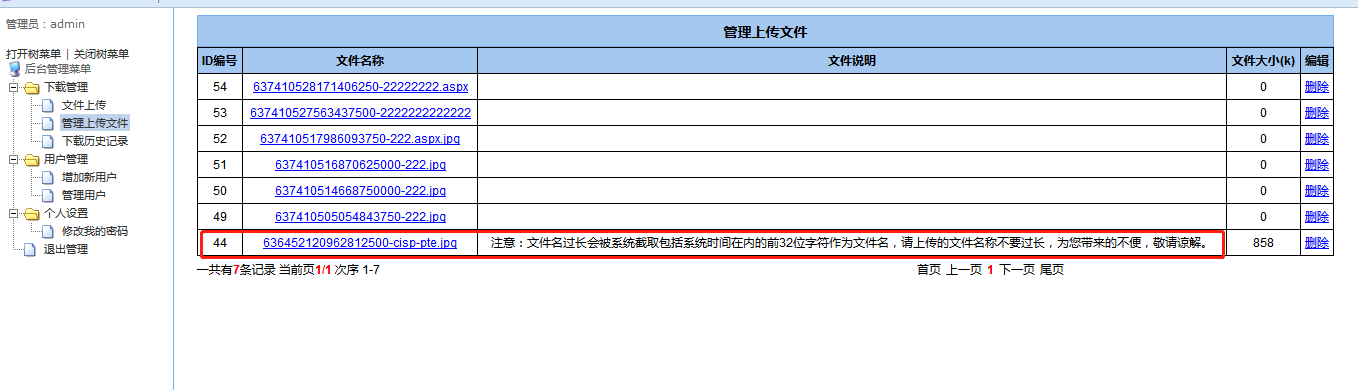 管理员：admin
打开树菜单 | 关闭树菜单
后台管理菜单
下载管理
文件上传
管理上传文件
下载历史记录
用户管理
增加新用户
管理用户
个人设置
修改我的密码
退出管理
管理上传文件
ID编号 文件名称 文件说明 文件大小(k) 编辑
54 637410528171406250-22222222.aspx 0 删除
53 637410527563437500-2222222222222 0 删除
52 637410517986093750-222.aspx.jpg 0 删除
51 637410516870625000-222.jpg 0 删除
50 637410514668750000-222.jpg 0 删除
49 637410505054843750-222.jpg 0 删除
44 636452120962812500-cisp-pte.jpg 注意：文件名过长会被系统截取包括系统时间在内的前32位字符作为文件名，请上传的文件名称不要过长，为您带来的不便，敬请谅解。 858 删除
一共有7条记录 当前页1/1 次序 1-7 首页 上一页 1 下一页 尾页